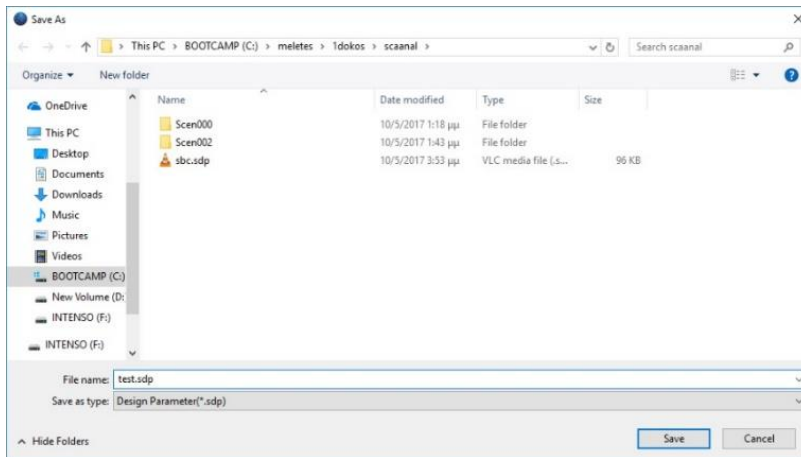 Save As
This PC > BOOTCAMP (C:) > meletes > 1dokos > scaanal >
Search scaanal
Organize
New folder
Name
Date modified
Type
Size
OneDrive
This PC
Desktop
Documents
Downloads
Music
Pictures
Videos
BOOTCAMP (C:)
New Volume (D:
INTENSO (F:)
INTENSO (F:)
Scen000 10/5/2017 1:18 μμ File folder
Scen002 10/5/2017 1:43 μμ File folder
sbc.sdp 10/5/2017 3:53 μμ VLC media file (.s... 96 KB
File name: test.sdp
Save as type: Design Parameter(*.sdp)
Hide Folders
Save
Cancel